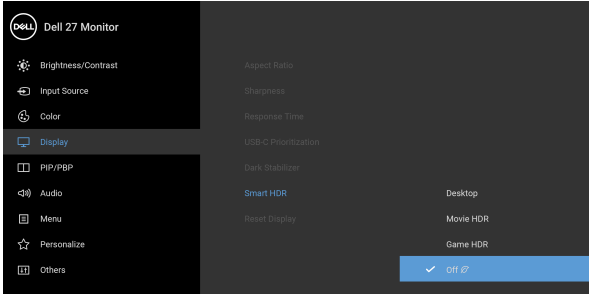 DELL
Dell 27 Monitor
Brightness/Contrast
Input Source
Color
Display
PIP/PBP
Audio
Menu
Personalize
Others
Aspect Ratio
Sharpness
Response Time
USB-C Prioritization
Dark Stabilizer
Smart HDR
Reset Display
Desktop
Movie HDR
Game HDR
Off